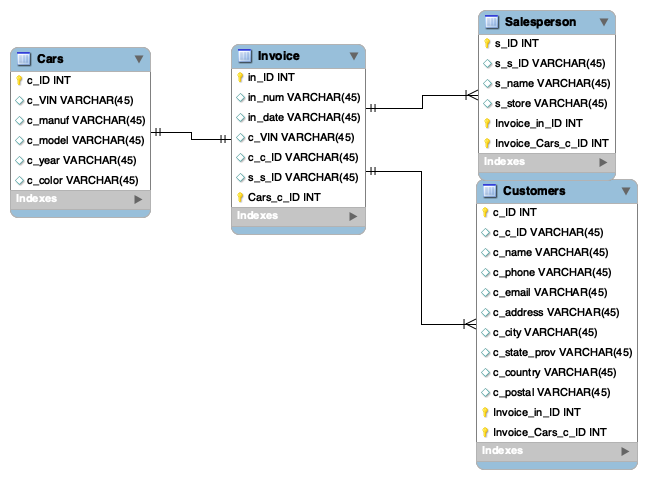 Cars
c_ID INT
c_VIN VARCHAR(45)
c_manuf VARCHAR(45)
c_model VARCHAR(45)
c_year VARCHAR(45)
c_color VARCHAR(45)
Indexes
Invoice
in_ID INT
in_num VARCHAR(45)
in_date VARCHAR(45)
c_VIN VARCHAR(45)
c_c_ID VARCHAR(45)
s_s_ID VARCHAR(45)
Cars_c_ID INT
Indexes
Salesperson
s_ID INT
s_s_ID VARCHAR(45)
s_name VARCHAR(45)
s_store VARCHAR(45)
Invoice_in_ID INT
Invoice_Cars_c_ID INT
Indexes
Customers
c_ID INT
c_c_ID VARCHAR(45)
c_name VARCHAR(45)
c_phone VARCHAR(45)
c_email VARCHAR(45)
c_address VARCHAR(45)
c_city VARCHAR(45)
c_state_prov VARCHAR(45)
c_country VARCHAR(45)
c_postal VARCHAR(45)
Invoice_in_ID INT
Invoice_Cars_c_ID INT
Indexes